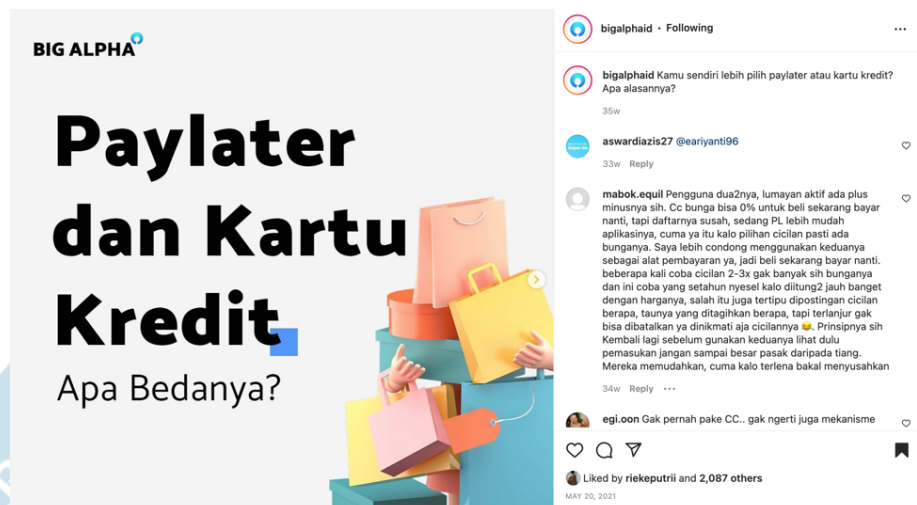 BIG ALPHA
Paylater
dan Kartu
Kredit
Apa Bedanya?
bigalphaid • Following
bigalphaid Kamu sendiri lebih pilih paylater atau kartu kredit?
Apa alasannya?
35w
aswardiazis27 @eariyanti96
33w Reply
mabok.equil Pengguna dua2nya, lumayan aktif ada plus
minusnya sih. Cc bunga bisa 0% untuk beli sekarang bayar
nanti, tapi daftarnya susah, sedang PL lebih mudah
aplikasinya, cuma ya itu kalo pilihan cicilan pasti ada
bunganya. Saya lebih condong menggunakan keduanya
sebagai alat pembayaran ya, jadi beli sekarang bayar nanti.
beberapa kali coba cicilan 2-3x gak banyak sih bunganya
dan ini coba yang setahun nyesel kalo diitung2 jauh banget
dengan harganya, salah itu juga tertipu dipostingan cicilan
berapa, taunya yang ditagihkan berapa, tapi terlanjur gak
bisa dibatalkan ya dinikmati aja cicilannya 😂. Prinsipnya sih
Kembali lagi sebelum gunakan keduanya lihat dulu
pemasukan jangan sampai besar pasak daripada tiang.
Mereka memudahkan, cuma kalo terlena bakal menyusahkan
34w Reply
egi.oon Gak pernah pake CC.. gak ngerti juga mekanisme
Liked by riekeputrii and 2,087 others
MAY 20, 2021